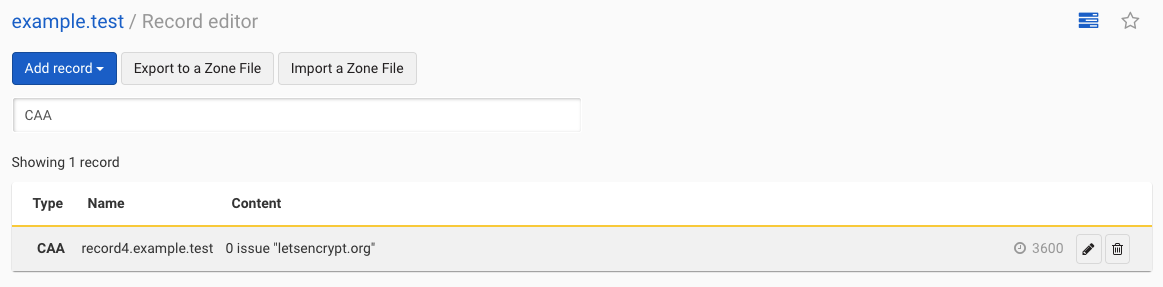 example.test / Record editor
Add record Export to a Zone File Import a Zone File
CAA
Showing 1 record
Type Name Content
CAA record4.example.test 0 issue "letsencrypt.org" 3600